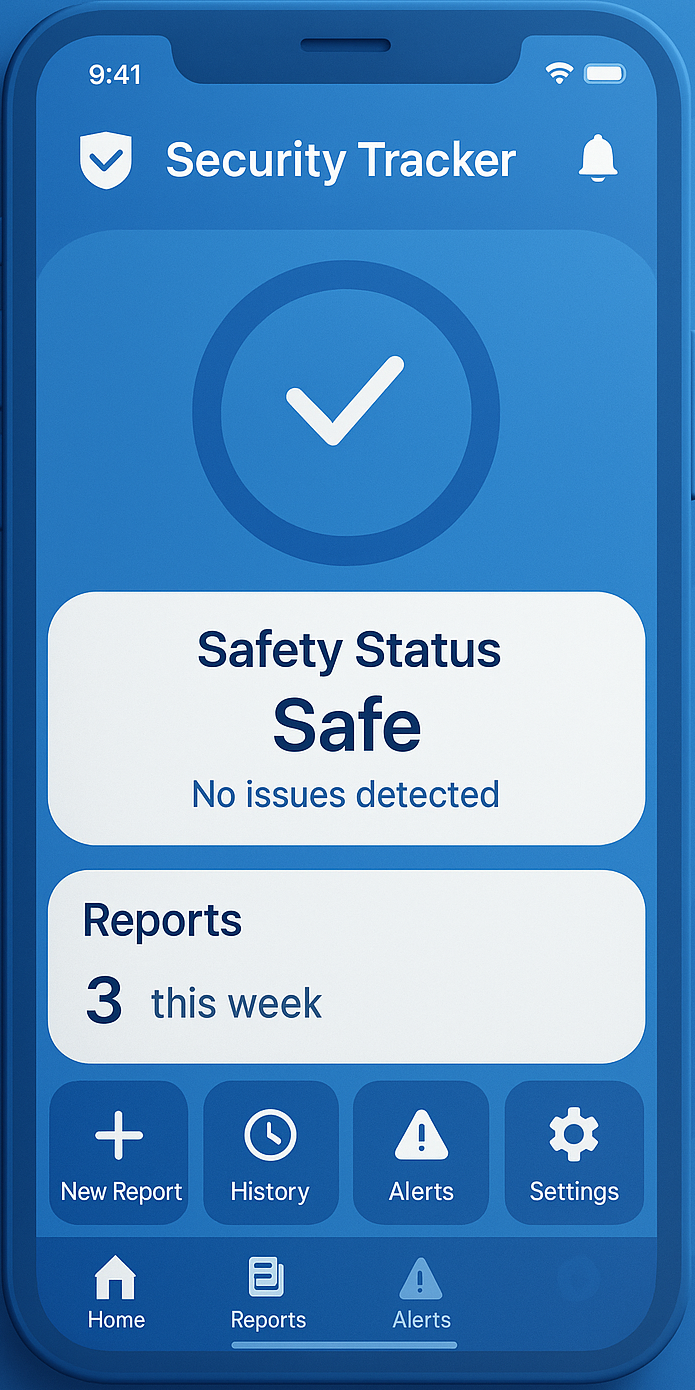 9:41
Security Tracker
Safety Status
Safe
No issues detected
Reports
3 this week
New Report History Alerts Settings
Home Reports Alerts